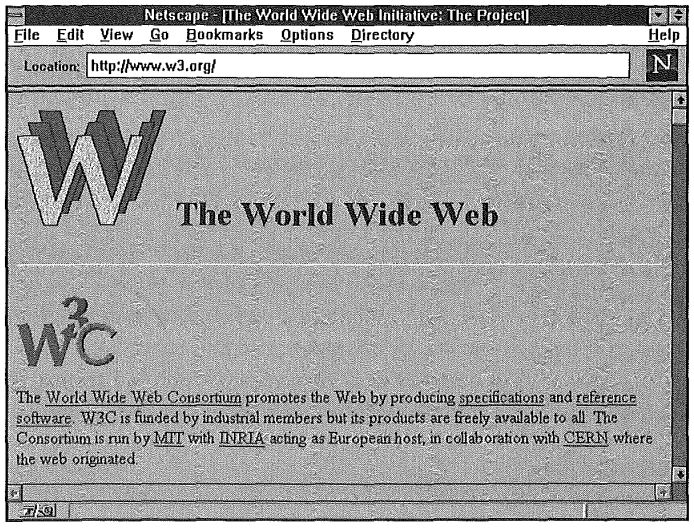 Netscape - [The World Wide Web Initiative: The Project]
File Edit View Go Bookmarks Options Directory Help
Location: http://www.w3.org/ N
WWW
The World Wide Web
W3C
The World Wide Web Consortium promotes the Web by producing specifications and reference
software. W3C is funded by industrial members but its products are freely available to all. The
Consortium is run by MIT with INRIA acting as European host, in collaboration with CERN where
the web originated.